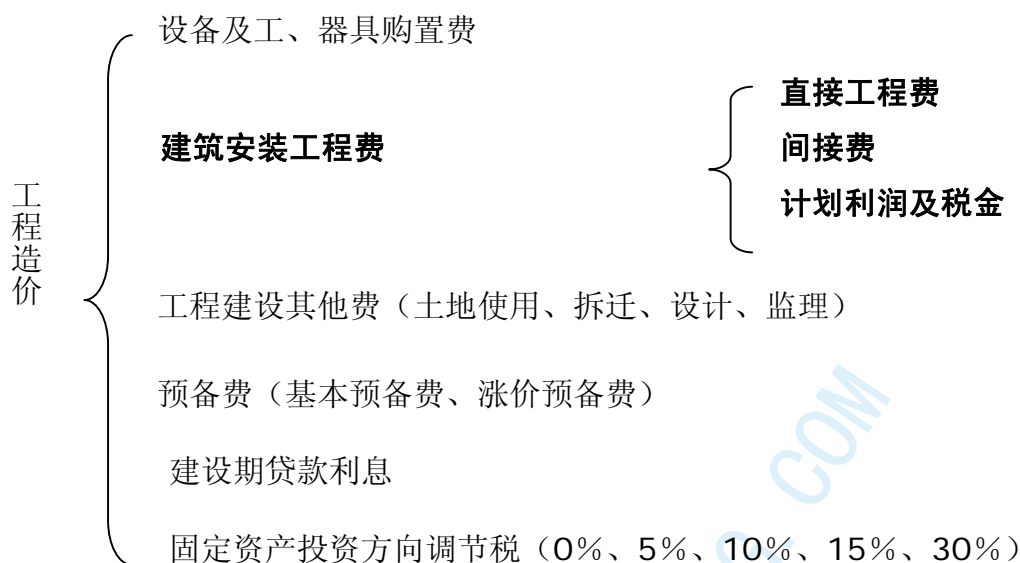 设备及工、器具购置费
直接工程费
建筑安装工程费
间接费
计划利润及税金
工程造价
工程建设其他费（土地使用、拆迁、设计、监理）
预备费（基本预备费、涨价预备费）
建设期贷款利息
固定资产投资方向调节税（0％、5％、10％、15％、30％）
COM